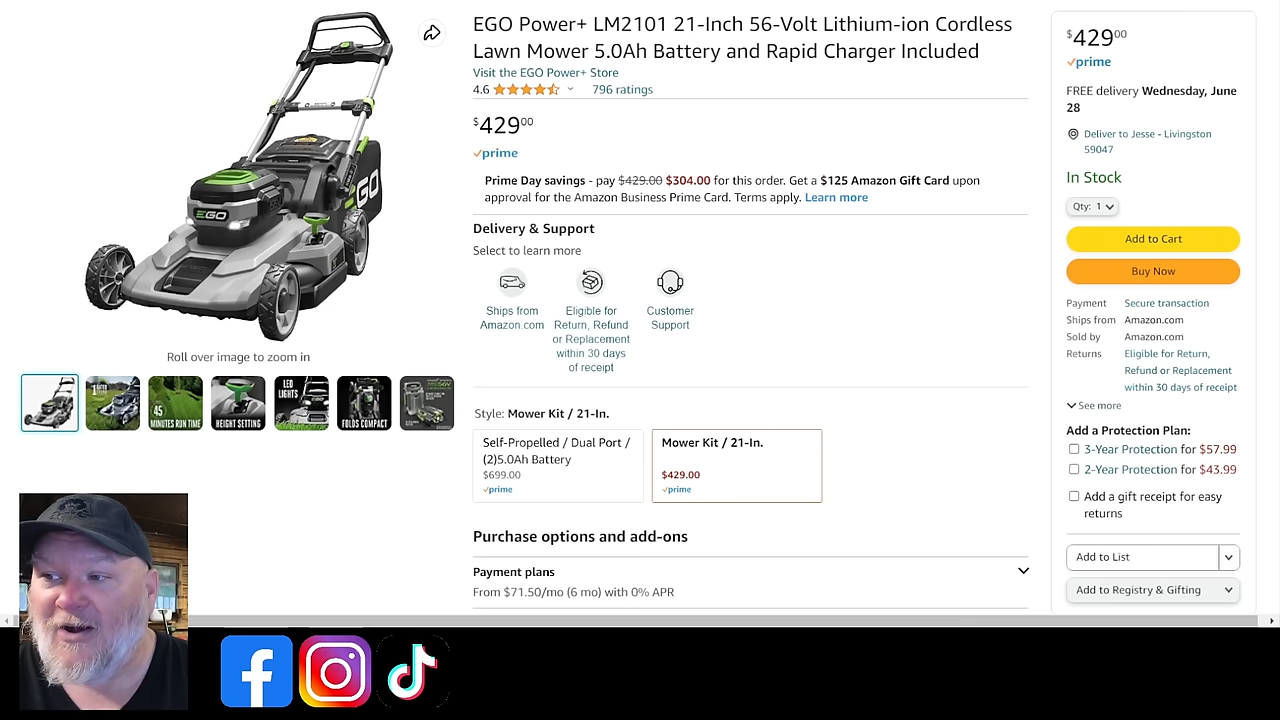 EGO Power+ LM2101 21-Inch 56-Volt Lithium-ion Cordless
Lawn Mower 5.0Ah Battery and Rapid Charger Included
Visit the EGO Power+ Store
4.6
796 ratings
$429.00
prime
Prime Day savings - pay $429.00 $304.00 for this order. Get a $125 Amazon Gift Card upon
approval for the Amazon Business Prime Card. Terms apply. Learn more
Delivery & Support
Select to learn more
Ships from
Amazon.com
Eligible for
Return, Refund
or Replacement
within 30 days
of receipt
Customer
Support
Style: Mower Kit / 21-In.
Self-Propelled / Dual Port /
(2)5.0Ah Battery
$699.00
prime
Mower Kit / 21-In.
$429.00
prime
Purchase options and add-ons
Payment plans
From $71.50/mo (6 mo) with 0% APR
EGO
GO
Roll over image to zoom in
45
MINUTES RUN TIME
HEIGHT SETTING
LED
LIGHTS
FOLDS COMPACT
$429.00
prime
FREE delivery Wednesday, June
28
Deliver to Jesse - Livingston
59047
In Stock
Qty: 1
Add to Cart
Buy Now
Payment Secure transaction
Ships from Amazon.com
Sold by Amazon.com
Returns Eligible for Return,
Refund or Replacement
within 30 days of receipt
See more
Add a Protection Plan:
3-Year Protection for $57.99
2-Year Protection for $43.99
Add a gift receipt for easy
returns
Add to List
Add to Registry & Gifting